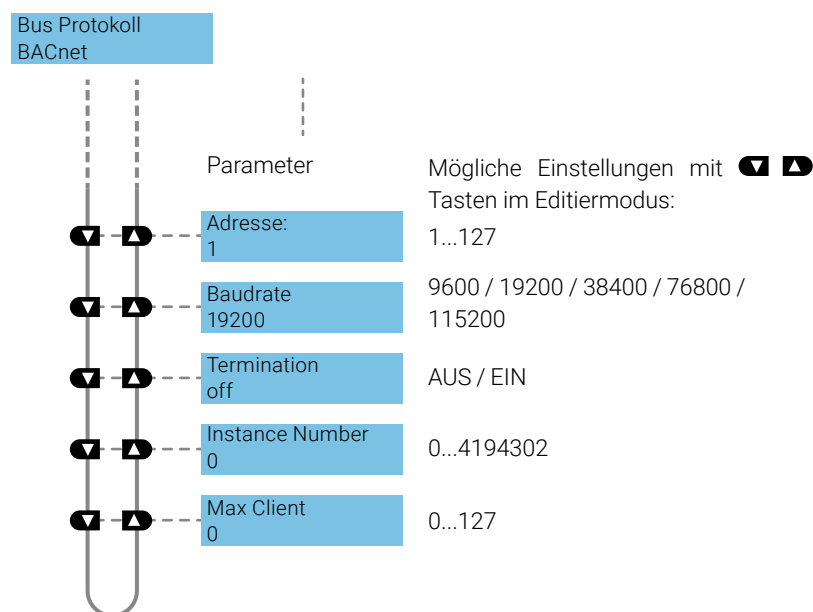 Bus Protokoll
BACnet
Parameter
Mögliche Einstellungen mit
Tasten im Editiermodus:
Adresse:
1
1...127
Baudrate
19200
9600 / 19200 / 38400 / 76800 /
115200
Termination
off
AUS / EIN
Instance Number
0
0...4194302
Max Client
0
0...127